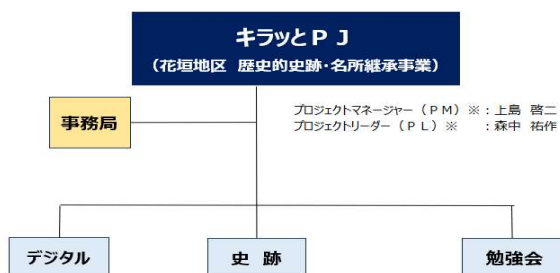 キラッとPJ
（花垣地区 歴史的史跡・名所継承事業）
事務局
プロジェクトマネージャー（PM）※：上島 啓二
プロジェクトリーダー（PL）※ ：森中 祐作
デジタル
史 跡
勉強会